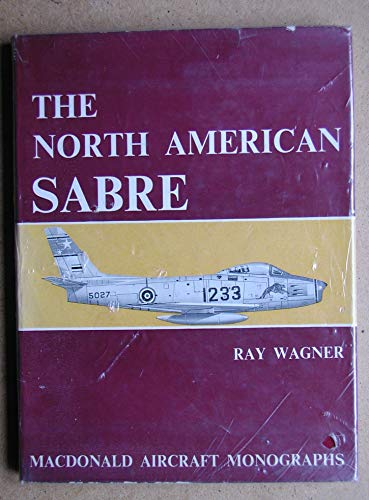 THE
NORTH AMERICAN
SABRE
5027
1233
RAY WAGNER
MACDONALD AIRCRAFT MONOGRAPHS